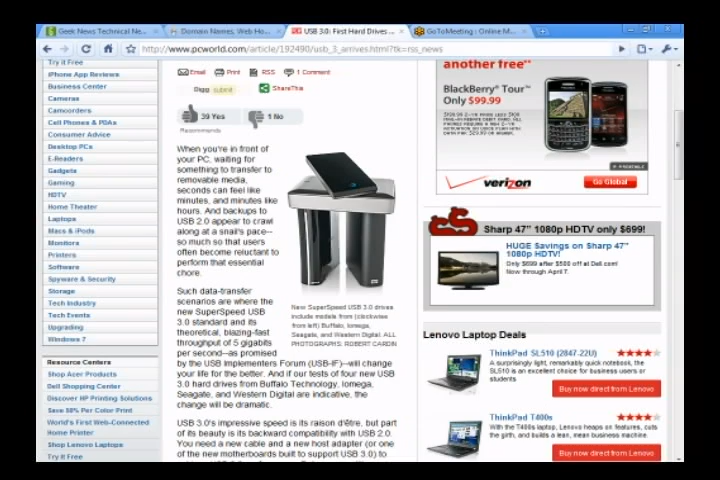 Geek News Technical Ne...
Domain Names, Web Ho...
USB 3.0: First Hard Drives ...
GoToMeeting : Online M...
http://www.pcworld.com/article/192490/usb_3_arrives.html?tk=rss_news
Try it Free
iPhone App Reviews
Business Center
Cameras
Camcorders
Cell Phones & PDAs
Consumer Advice
Desktop PCs
E-Readers
Gadgets
Gaming
HDTV
Home Theater
Laptops
Macs & iPods
Monitors
Printers
Software
Spyware & Security
Storage
Tech Industry
Tech Events
Upgrading
Windows 7
Resource Centers
Shop Acer Products
Dell Shopping Center
Discover HP Printing Solutions
Save 50% Per Color Print
World's First Web-Connected
Home Printer
Shop Lenovo Laptops
Try it Free
Email
Print
RSS
1 Comment
Digg submit
ShareThis
39 Yes
1 No
Recommends
When you're in front of
your PC, waiting for
something to transfer to
removable media,
seconds can feel like
minutes, and minutes like
hours. And backups to
USB 2.0 appear to crawl
along at a snail's pace--
so much so that users
often become reluctant to
perform that essential
chore.
Such data-transfer
scenarios are where the
new SuperSpeed USB
3.0 standard and its
theoretical, blazing-fast
throughput of 5 gigabits
per second--as promised
by the USB Implementers Forum (USB-IF)--will change
your life for the better. And if our tests of four new USB
3.0 hard drives from Buffalo Technology, Iomega,
Seagate, and Western Digital are indicative, the
change will be dramatic.
USB 3.0's impressive speed is its raison d'être, but part
of its beauty is its backward compatibility with USB 2.0.
You need a new cable and a new host adapter (or one
of the new motherboards built to support USB 3.0) to
New SuperSpeed USB 3.0 drives
include models from (clockwise
from left) Buffalo, Iomega,
Seagate, and Western Digital. ALL
PHOTOGRAPHS: ROBERT CARDIN
another free**
BlackBerry® Tour™
Only $99.99
verizon
Go Global
Sharp 47" 1080p HDTV only $699!
HUGE Savings on Sharp 47"
1080p HDTV!
Only $699 after $500 off at Dell.com!
Now through April 7.
Lenovo Laptop Deals
ThinkPad SL510 (2847-22U)
A surprisingly light, remarkably quick notebook, the
SL510 is an excellent choice for business users or
students
Buy now direct from Lenovo
ThinkPad T400s
With the T400s laptop, Lenovo heaps on features, cuts
the girth, and builds a lean, mean business machine.
Buy now direct from Lenovo